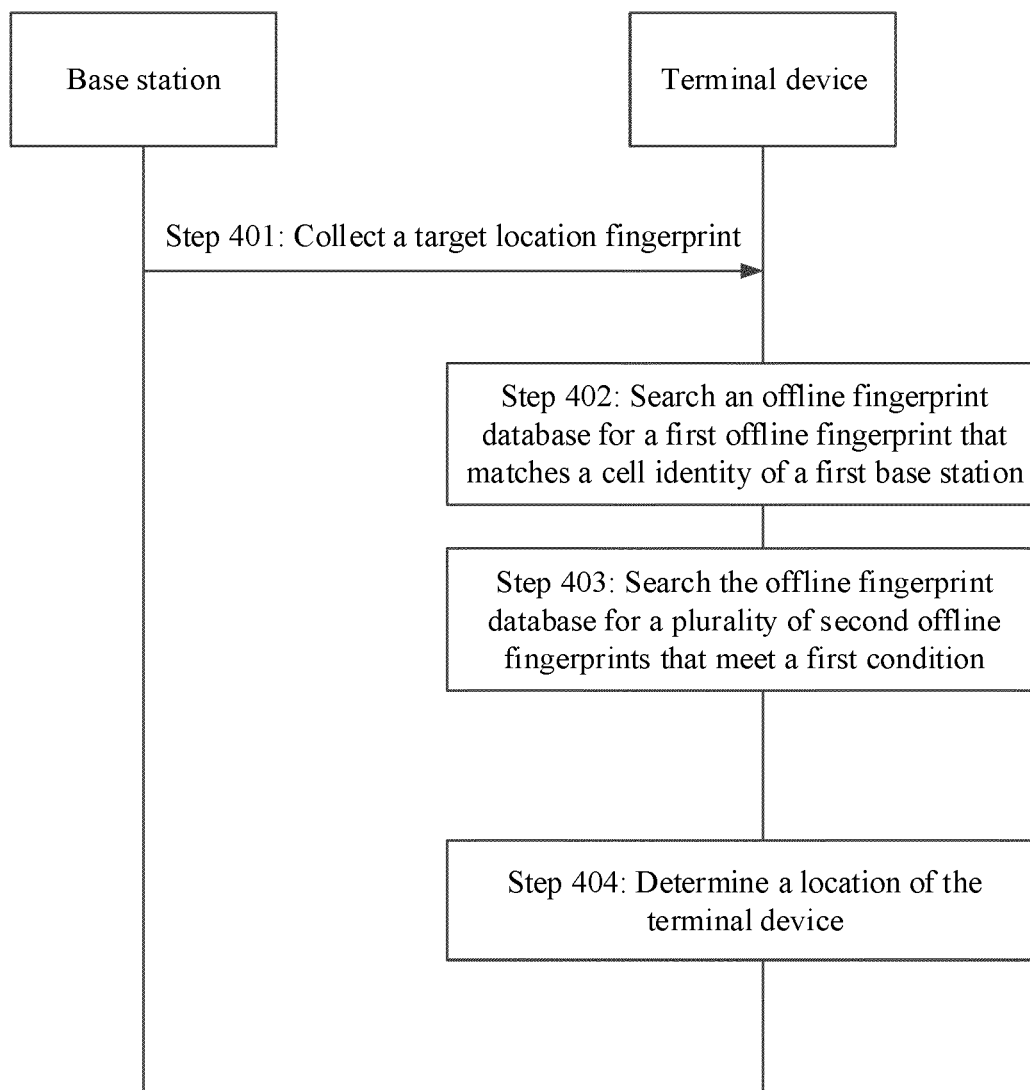 Base station
Terminal device
Step 401: Collect a target location fingerprint
Step 402: Search an offline fingerprint
database for a first offline fingerprint that
matches a cell identity of a first base station
Step 403: Search the offline fingerprint
database for a plurality of second offline
fingerprints that meet a first condition
Step 404: Determine a location of the
terminal device